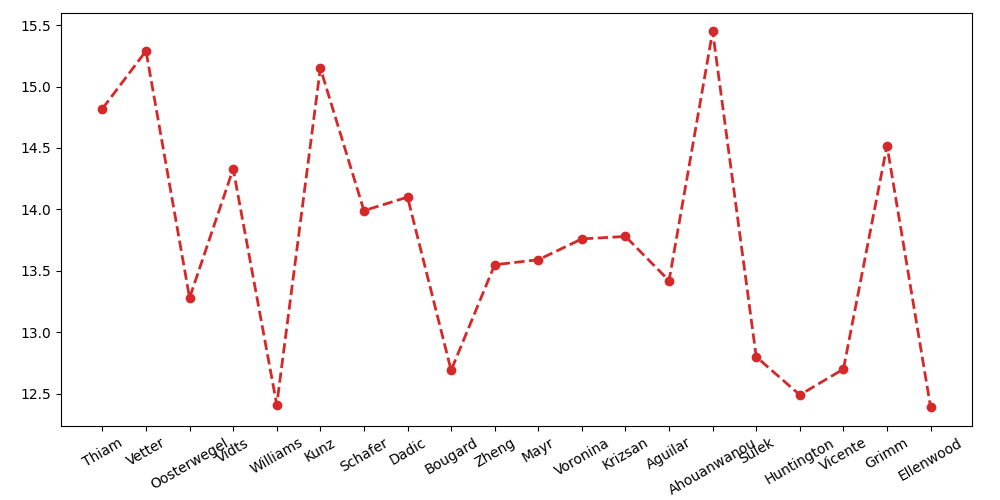 15.5
15.0
14.5
14.0
13.5
13.0
12.5
Thiam
Vetter
Oosterwegel
Vidts
Williams
Kunz
Schafer
Dadic
Bougard
Zheng
Mayr
Voronina
Krizsan
Aguilar
Ahouanwanou
Sulek
Huntington
Vicente
Grimm
Ellenwood